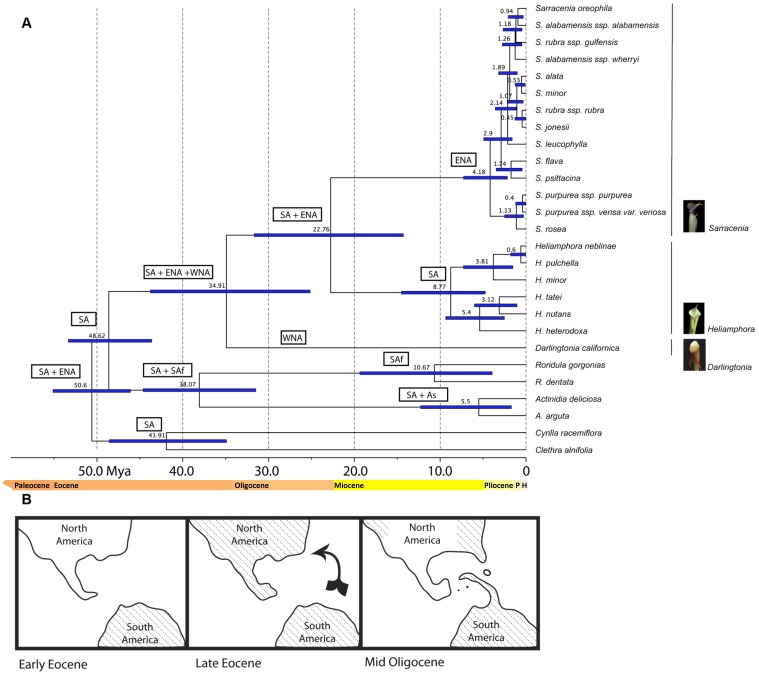 A
0.94
Sarracenia oreophila
1.18
S. alabamensis ssp. alabamensis
1.26
S. rubra ssp. gulfensis
S. alabamensis ssp. wherryi
1.89
S. alata
0.53
S. minor
1.07
2.14
S. rubra ssp. rubra
0.45
S. jonesii
2.9
S. leucophylla
ENA
1.74
S. flava
4.18
S. psittacina
0.4
S. purpurea ssp. purpurea
1.13
S. purpurea ssp. vensa var. venosa
SA + ENA
S. rosea
Sarracenia
22.76
0.6
Heliamphora neblinae
3.81
H. pulchella
SA + ENA +WNA
SA
8.77
H. minor
34.91
3.12
H. tatei
5.4
H. nutans
SA
H. heterodoxa
Heliamphora
48.62
WNA
Darlingtonia californica
SAf
Darlingtonia
SA + ENA
SA + SAf
10.67
Roridula gorgonias
50.6
38.07
R. dentata
SA + As
5.5
Actinidia deliciosa
A. arguta
SA
41.91
Cyrilla racemiflora
Clethra alnifolia
50.0 Mya
40.0
30.0
20.0
10.0
0
Paleocene Eocene Oligocene Miocene Pliocene P H
B
North
America
South
America
Early Eocene
North
America
South
America
Late Eocene
North
America
South
America
Mid Oligocene